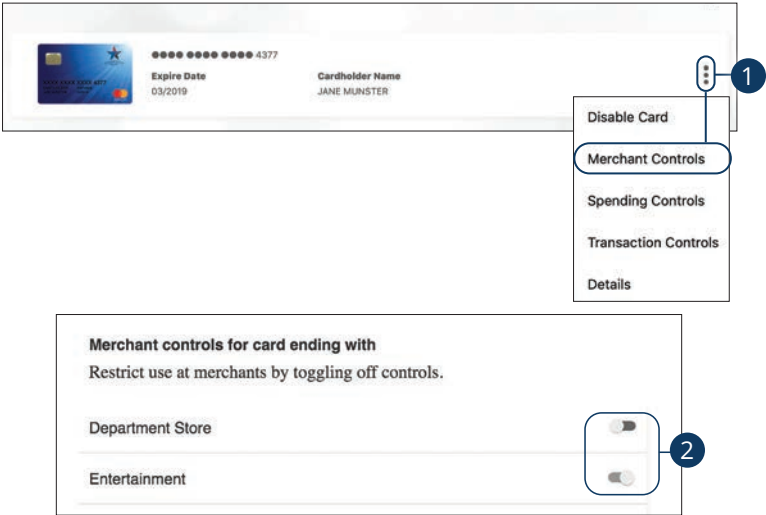 ●●●● ●●●● ●●●● 4377
Expire Date Cardholder Name
03/2019 JANE MUNSTER
1
Disable Card
Merchant Controls
Spending Controls
Transaction Controls
Details
Merchant controls for card ending with
Restrict use at merchants by toggling off controls.
Department Store
Entertainment
2